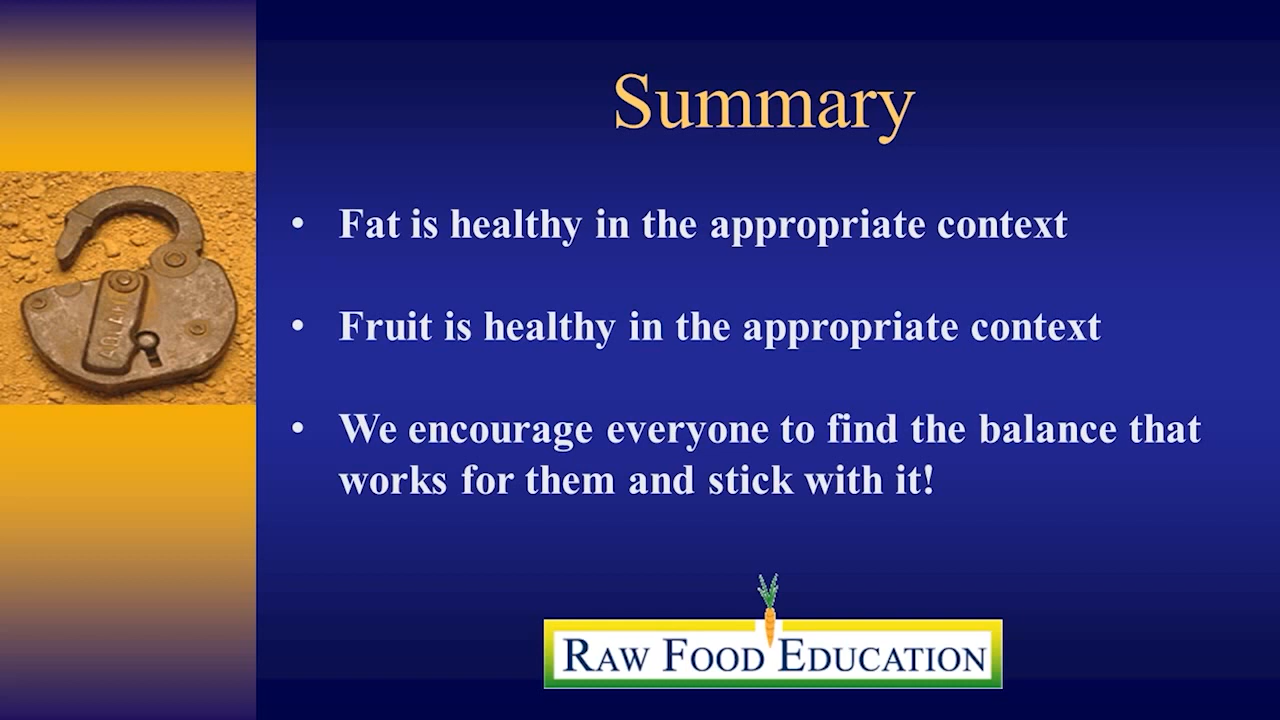 Summary
• Fat is healthy in the appropriate context
• Fruit is healthy in the appropriate context
• We encourage everyone to find the balance that
works for them and stick with it!
RAW FOOD EDUCATION